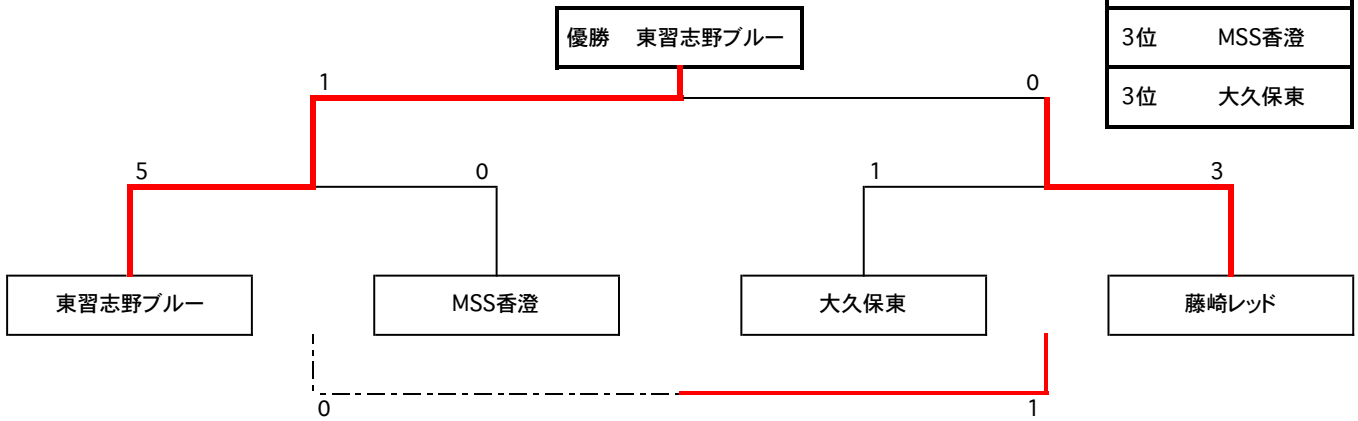 優勝 東習志野ブルー
3位 MSS香澄
3位 大久保東
1 0
5 0 1 3
東習志野ブルー MSS香澄 大久保東 藤崎レッド
0 1